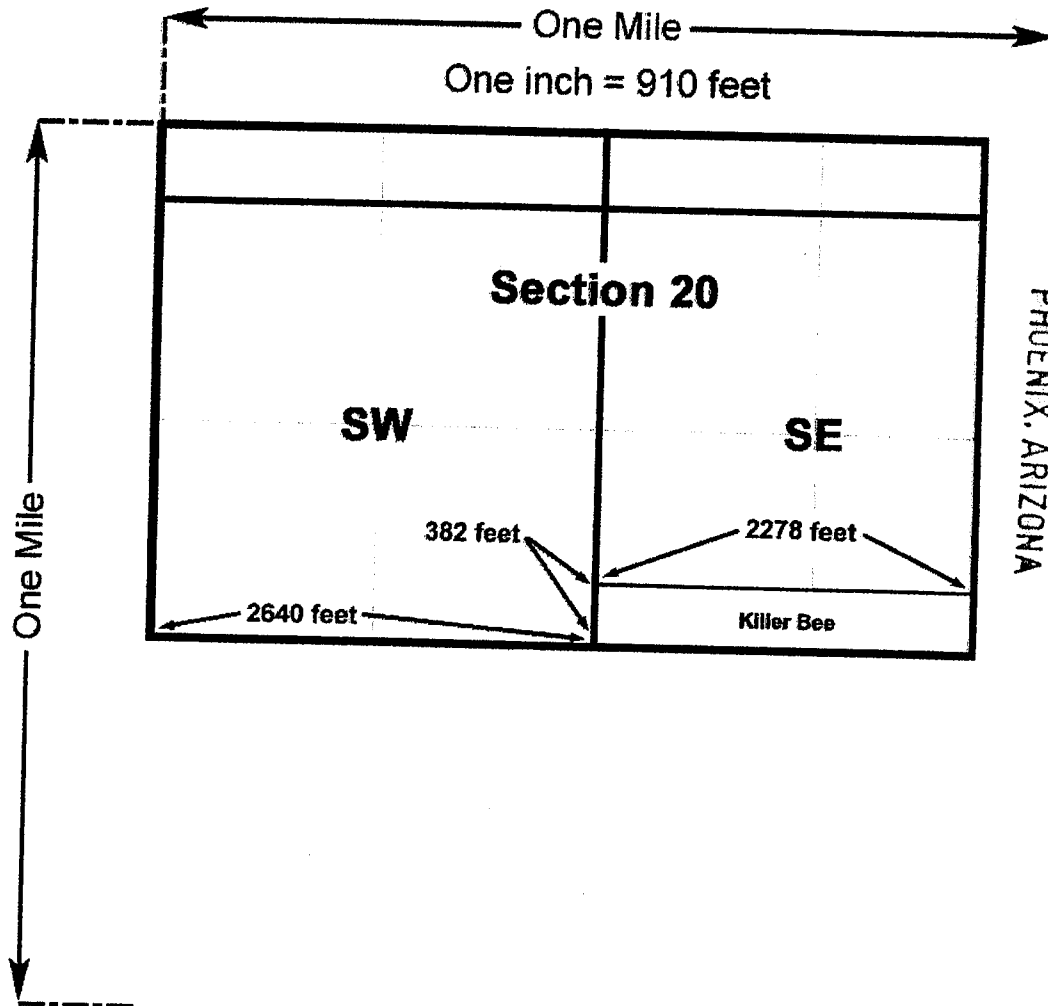 One Mile
One inch = 910 feet
Section 20
PHOENIX, ARIZONA
SW
SE
One Mile
382 feet
2278 feet
2640 feet
Killer Bee